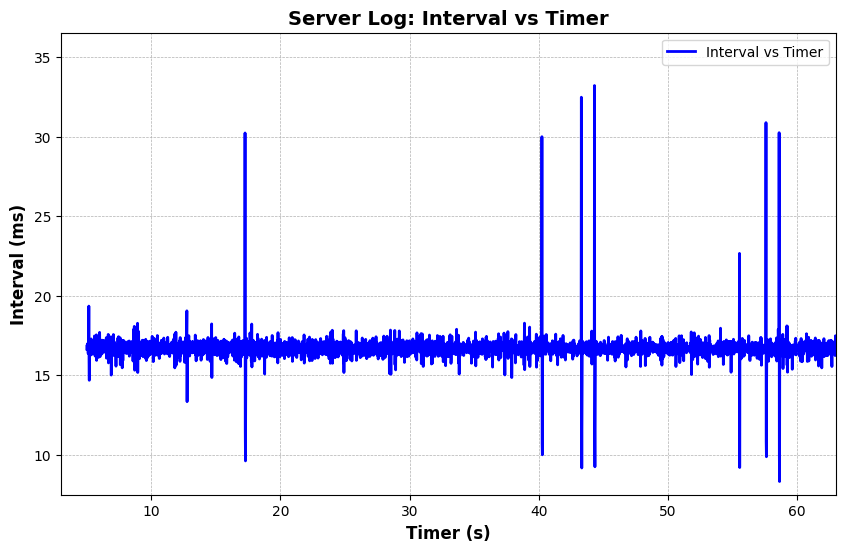 Server Log: Interval vs Timer
Interval vs Timer
35
30
25
20
15
10
Interval (ms)
10 20 30 40 50 60
Timer (s)